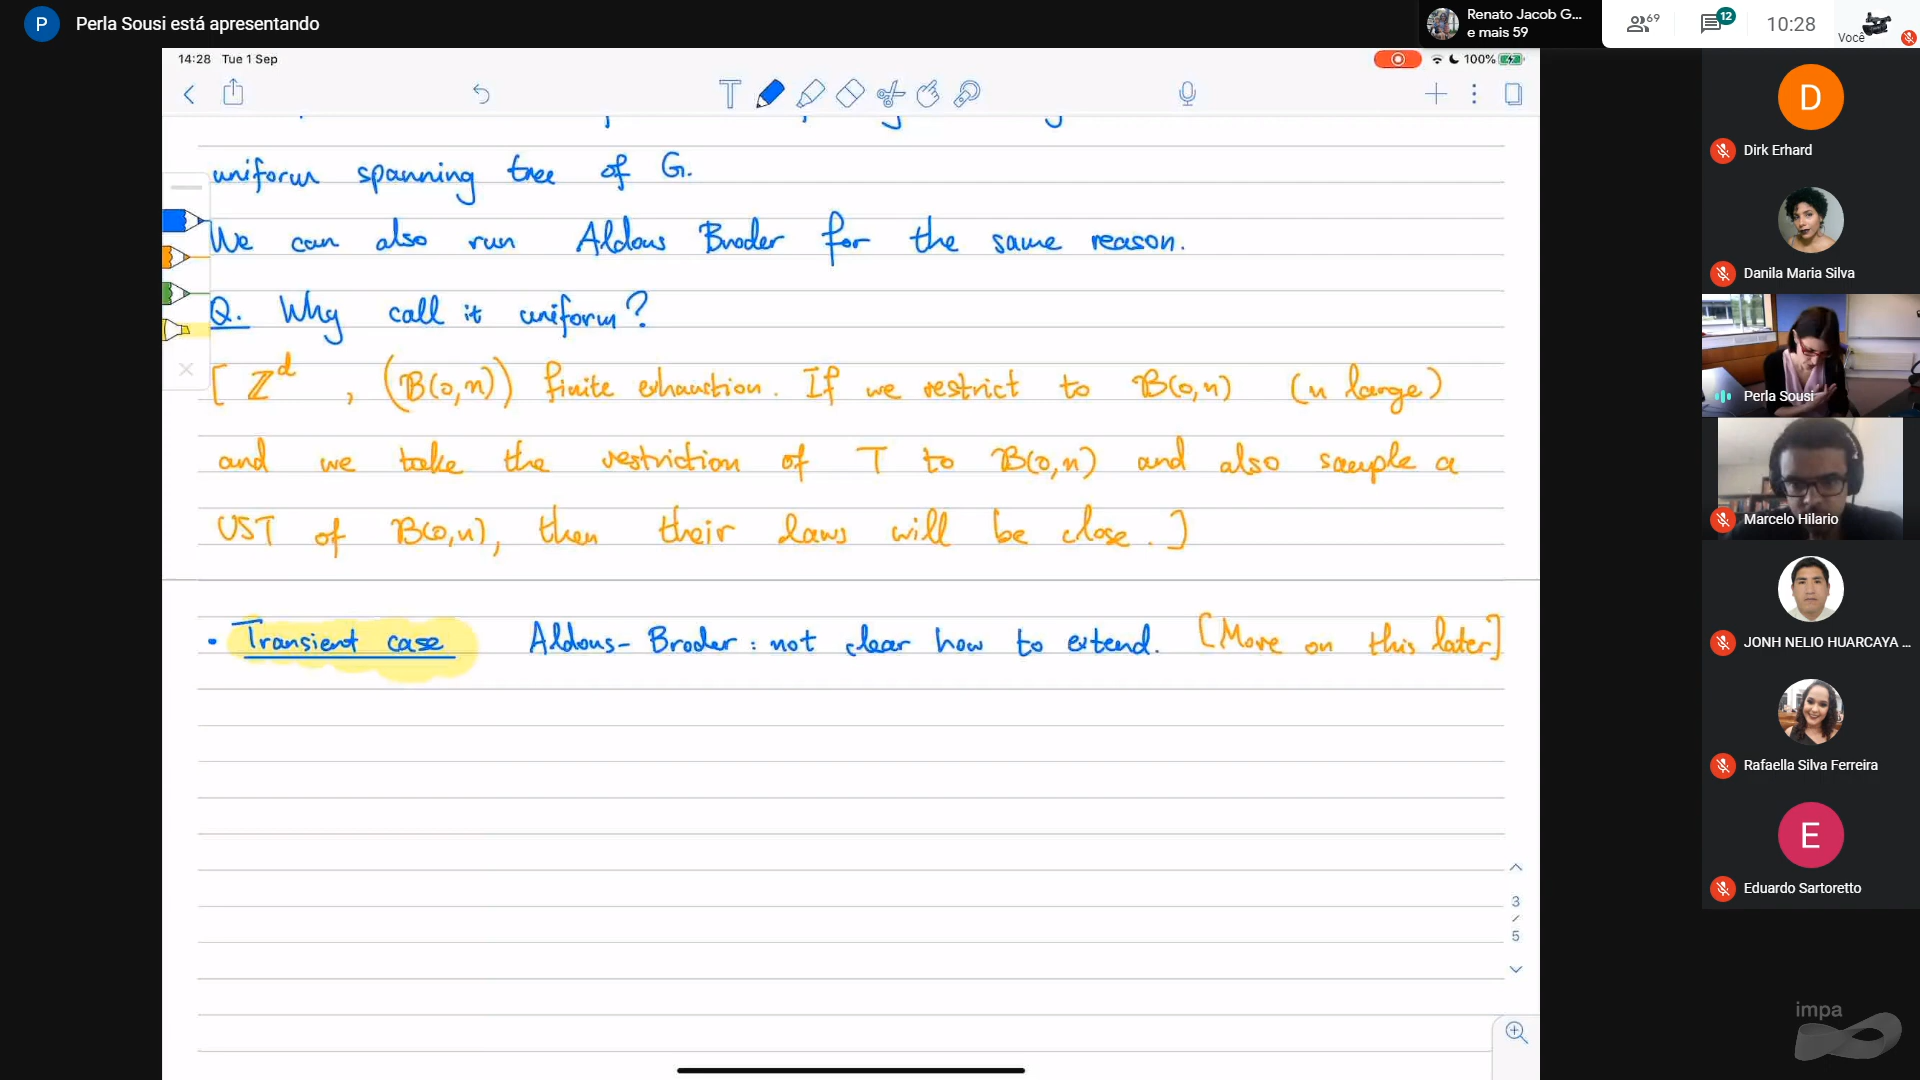 P Perla Sousi está apresentando
Renato Jacob G...
e mais 59
69
12
10:28
Você
14:28 Tue 1 Sep
100%
uniform spanning tree of G.
We can also run Aldous Broder for the same reason.
Q. Why call it uniform?
[ ℤ^d , (B(0,n)) finite exhaustion. If we restrict to B(0,n) (n large)
and we take the restriction of T to B(0,n) and also sample a
UST of B(0,n), then their laws will be close.]
• Transient case Aldous-Broder: not clear how to extend. [More on this later]
3
/
5
D
Dirk Erhard
Danila Maria Silva
Perla Sousi
Marcelo Hilario
JONH NELIO HUARCAYA ...
Rafaella Silva Ferreira
E
Eduardo Sartoretto
impa